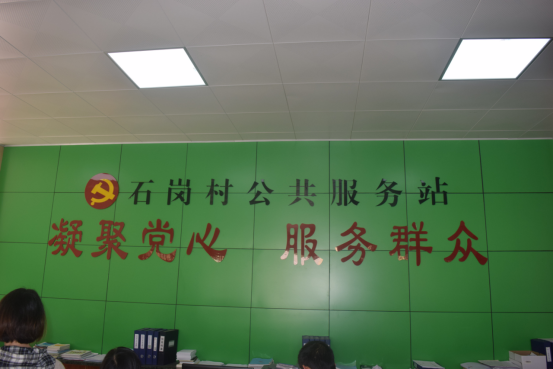 石岗村公共服务站
凝聚党心 服务群众